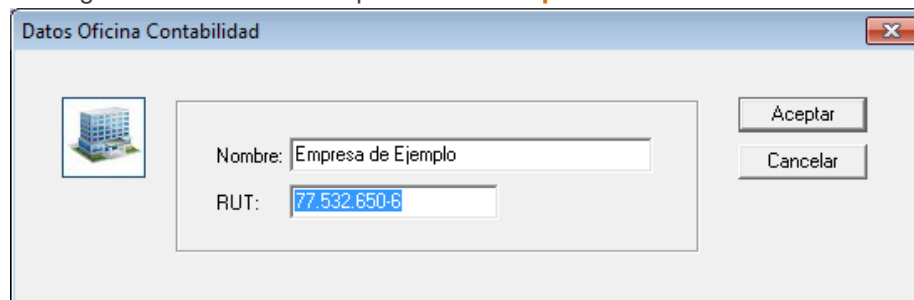 Datos Oficina Contabilidad
Aceptar
Nombre: Empresa de Ejemplo
Cancelar
RUT: 77.532.650-6